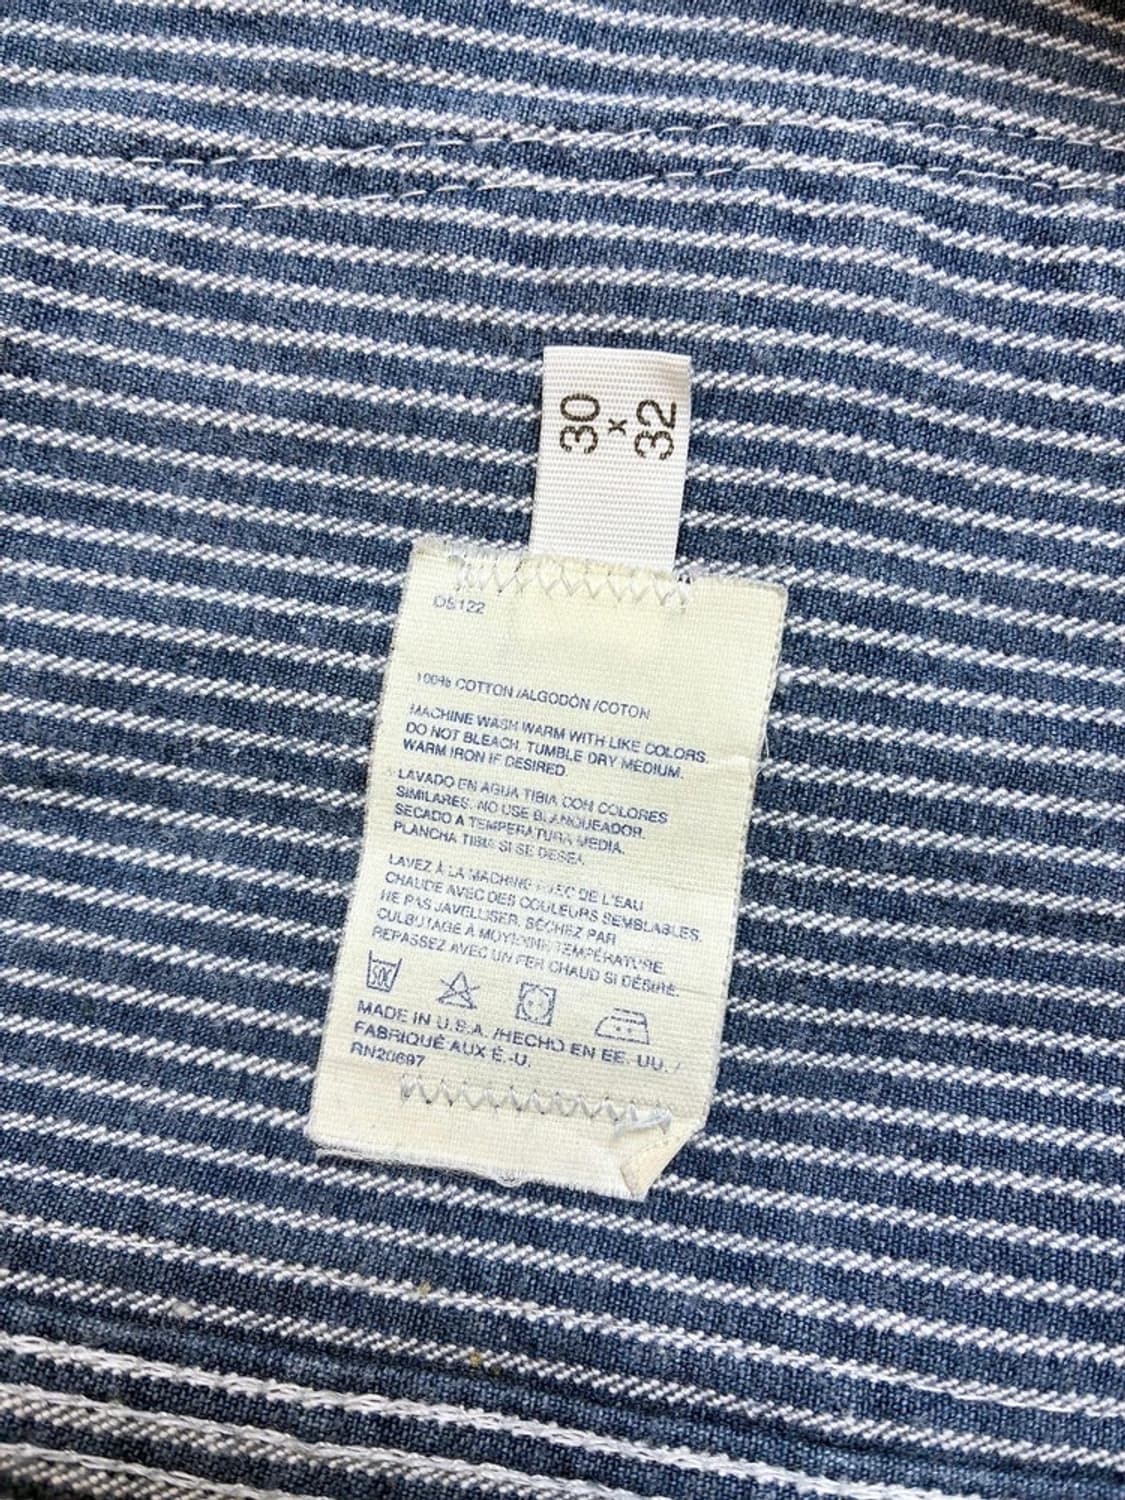 30
x
32
D5122
100% COTTON /ALGODÓN /COTON
MACHINE WASH WARM WITH LIKE COLORS.
DO NOT BLEACH. TUMBLE DRY MEDIUM.
WARM IRON IF DESIRED
LAVADO EN AGUA TIBIA CON COLORES
SIMILARES. NO USE BLANQUEADOR.
SECADO A TEMPERATURA MEDIA.
PLANCHA TIBIA SI SE DESEA.
LAVEZ À LA MACHINE AVEC DE L'EAU
CHAUDE AVEC DES COULEURS SEMBLABLES.
NE PAS JAVELLISER. SÉCHEZ PAR
CULBUTAGE À MOYENNE TEMPÉRATURE.
REPASSEZ AVEC UN FER CHAUD SI DÉSIRÉ.
MADE IN U.S.A. /HECHO EN EE. UU. /
FABRIQUÉ AUX É.-U.
RN20697